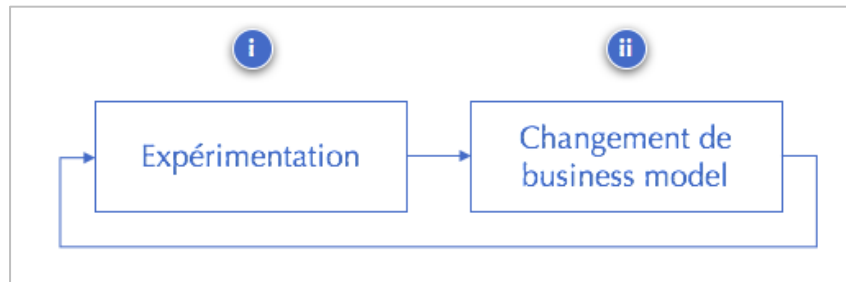 i
ii
Expérimentation
Changement de
business model